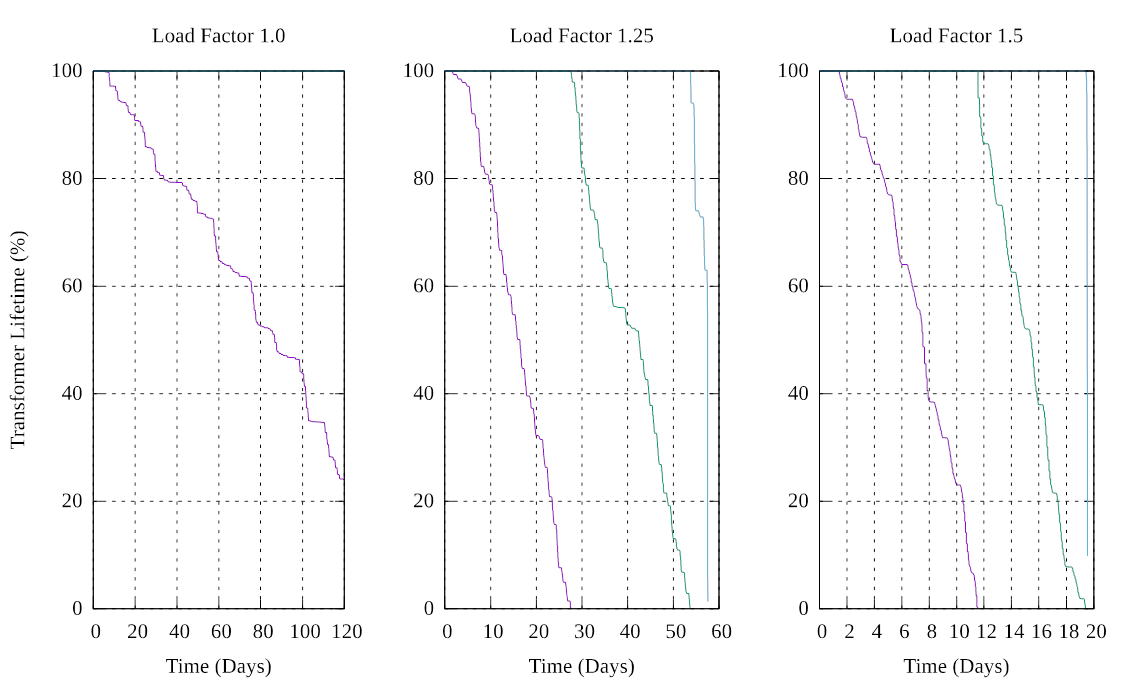 Load Factor 1.0
Load Factor 1.25
Load Factor 1.5
Transformer Lifetime (%)
100
80
60
40
20
0
0 20 40 60 80 100 120
Time (Days)
100
80
60
40
20
0
0 10 20 30 40 50 60
Time (Days)
100
80
60
40
20
0
0 2 4 6 8 10 12 14 16 18 20
Time (Days)